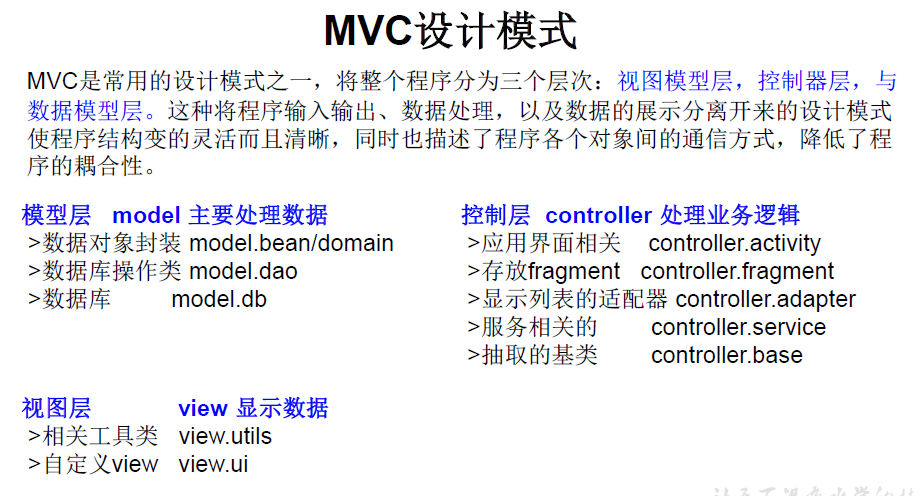 MVC设计模式
MVC是常用的设计模式之一，将整个程序分为三个层次：视图模型层，控制器层，与
数据模型层。这种将程序输入输出、数据处理，以及数据的展示分离开来的设计模式
使程序结构变的灵活而且清晰，同时也描述了程序各个对象间的通信方式，降低了程
序的耦合性。
模型层 model 主要处理数据
>数据对象封装 model.bean/domain
>数据库操作类 model.dao
>数据库 model.db
控制层 controller 处理业务逻辑
>应用界面相关 controller.activity
>存放fragment controller.fragment
>显示列表的适配器 controller.adapter
>服务相关的 controller.service
>抽取的基类 controller.base
视图层 view 显示数据
>相关工具类 view.utils
>自定义view view.ui